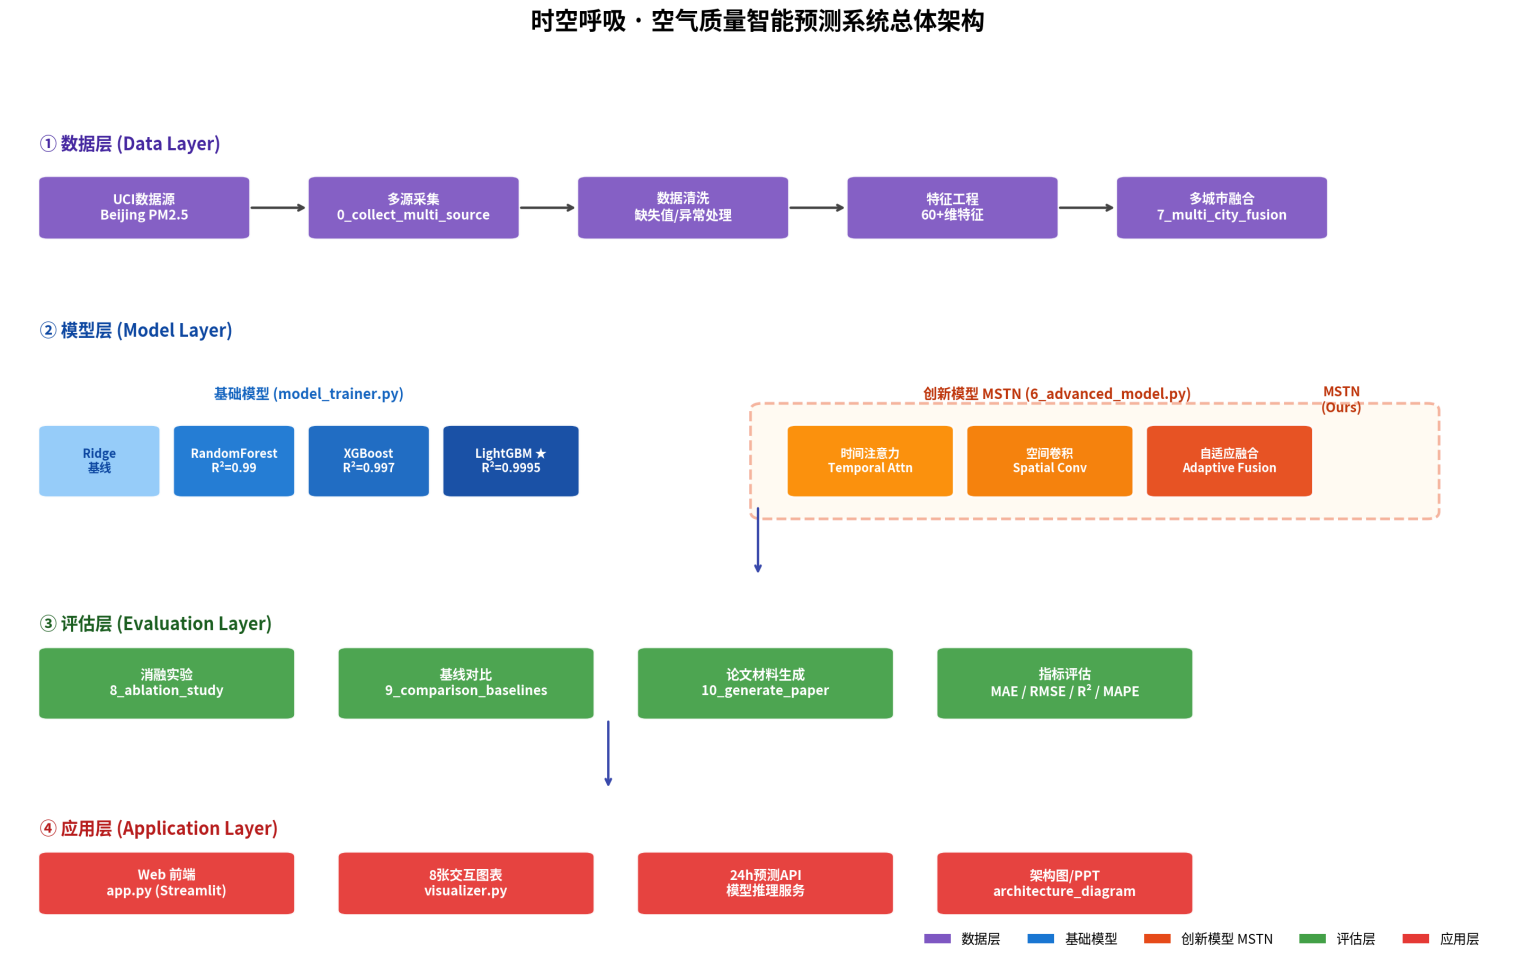 时空呼吸 · 空气质量智能预测系统总体架构
① 数据层 (Data Layer)
UCI数据源
Beijing PM2.5
多源采集
0_collect_multi_source
数据清洗
缺失值/异常处理
特征工程
60+维特征
多城市融合
7_multi_city_fusion
② 模型层 (Model Layer)
基础模型 (model_trainer.py)
Ridge
基线
RandomForest
R²=0.99
XGBoost
R²=0.997
LightGBM ★
R²=0.9995
创新模型 MSTN (6_advanced_model.py)
MSTN
(Ours)
时间注意力
Temporal Attn
空间卷积
Spatial Conv
自适应融合
Adaptive Fusion
③ 评估层 (Evaluation Layer)
消融实验
8_ablation_study
基线对比
9_comparison_baselines
论文材料生成
10_generate_paper
指标评估
MAE / RMSE / R² / MAPE
④ 应用层 (Application Layer)
Web 前端
app.py (Streamlit)
8张交互图表
visualizer.py
24h预测API
模型推理服务
架构图/PPT
architecture_diagram
数据层
基础模型
创新模型 MSTN
评估层
应用层